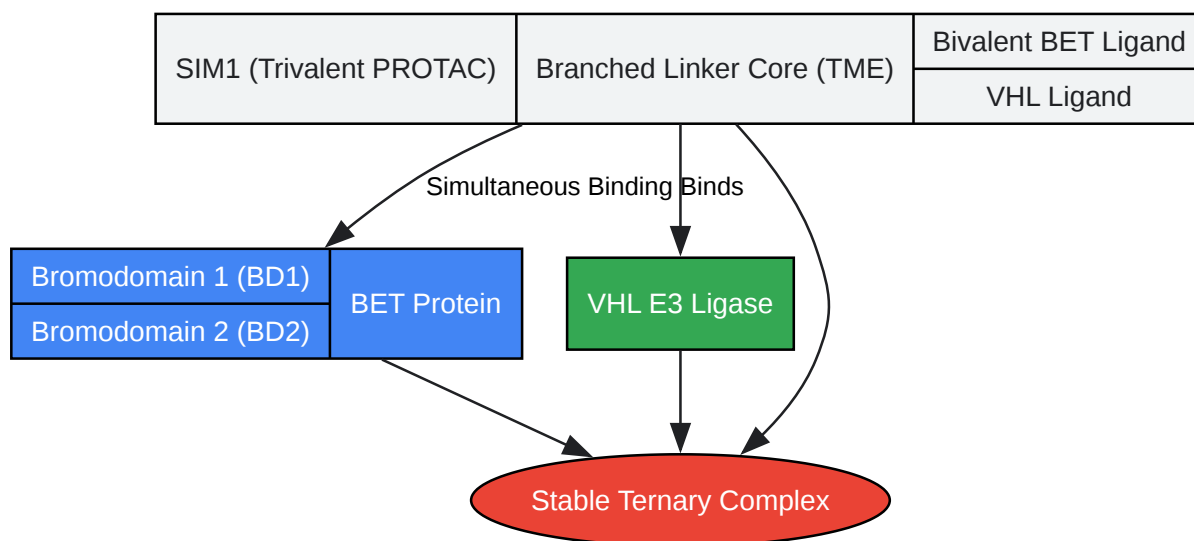 SIM1 (Trivalent PROTAC)
Branched Linker Core (TME)
Bivalent BET Ligand
VHL Ligand
Simultaneous Binding
Binds
Bromodomain 1 (BD1)
Bromodomain 2 (BD2)
BET Protein
VHL E3 Ligase
Stable Ternary Complex